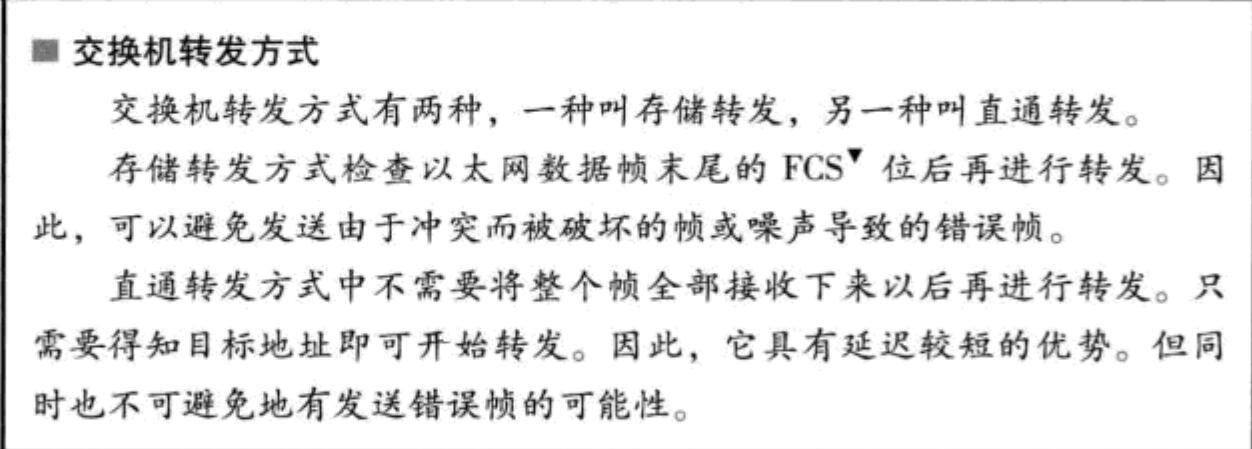 ■ 交换机转发方式
交换机转发方式有两种，一种叫存储转发，另一种叫直通转发。
存储转发方式检查以太网数据帧末尾的 FCS▼ 位后再进行转发。因
此，可以避免发送由于冲突而被破坏的帧或噪声导致的错误帧。
直通转发方式中不需要将整个帧全部接收下来以后再进行转发。只
需要得知目标地址即可开始转发。因此，它具有延迟较短的优势。但同
时也不可避免地有发送错误帧的可能性。